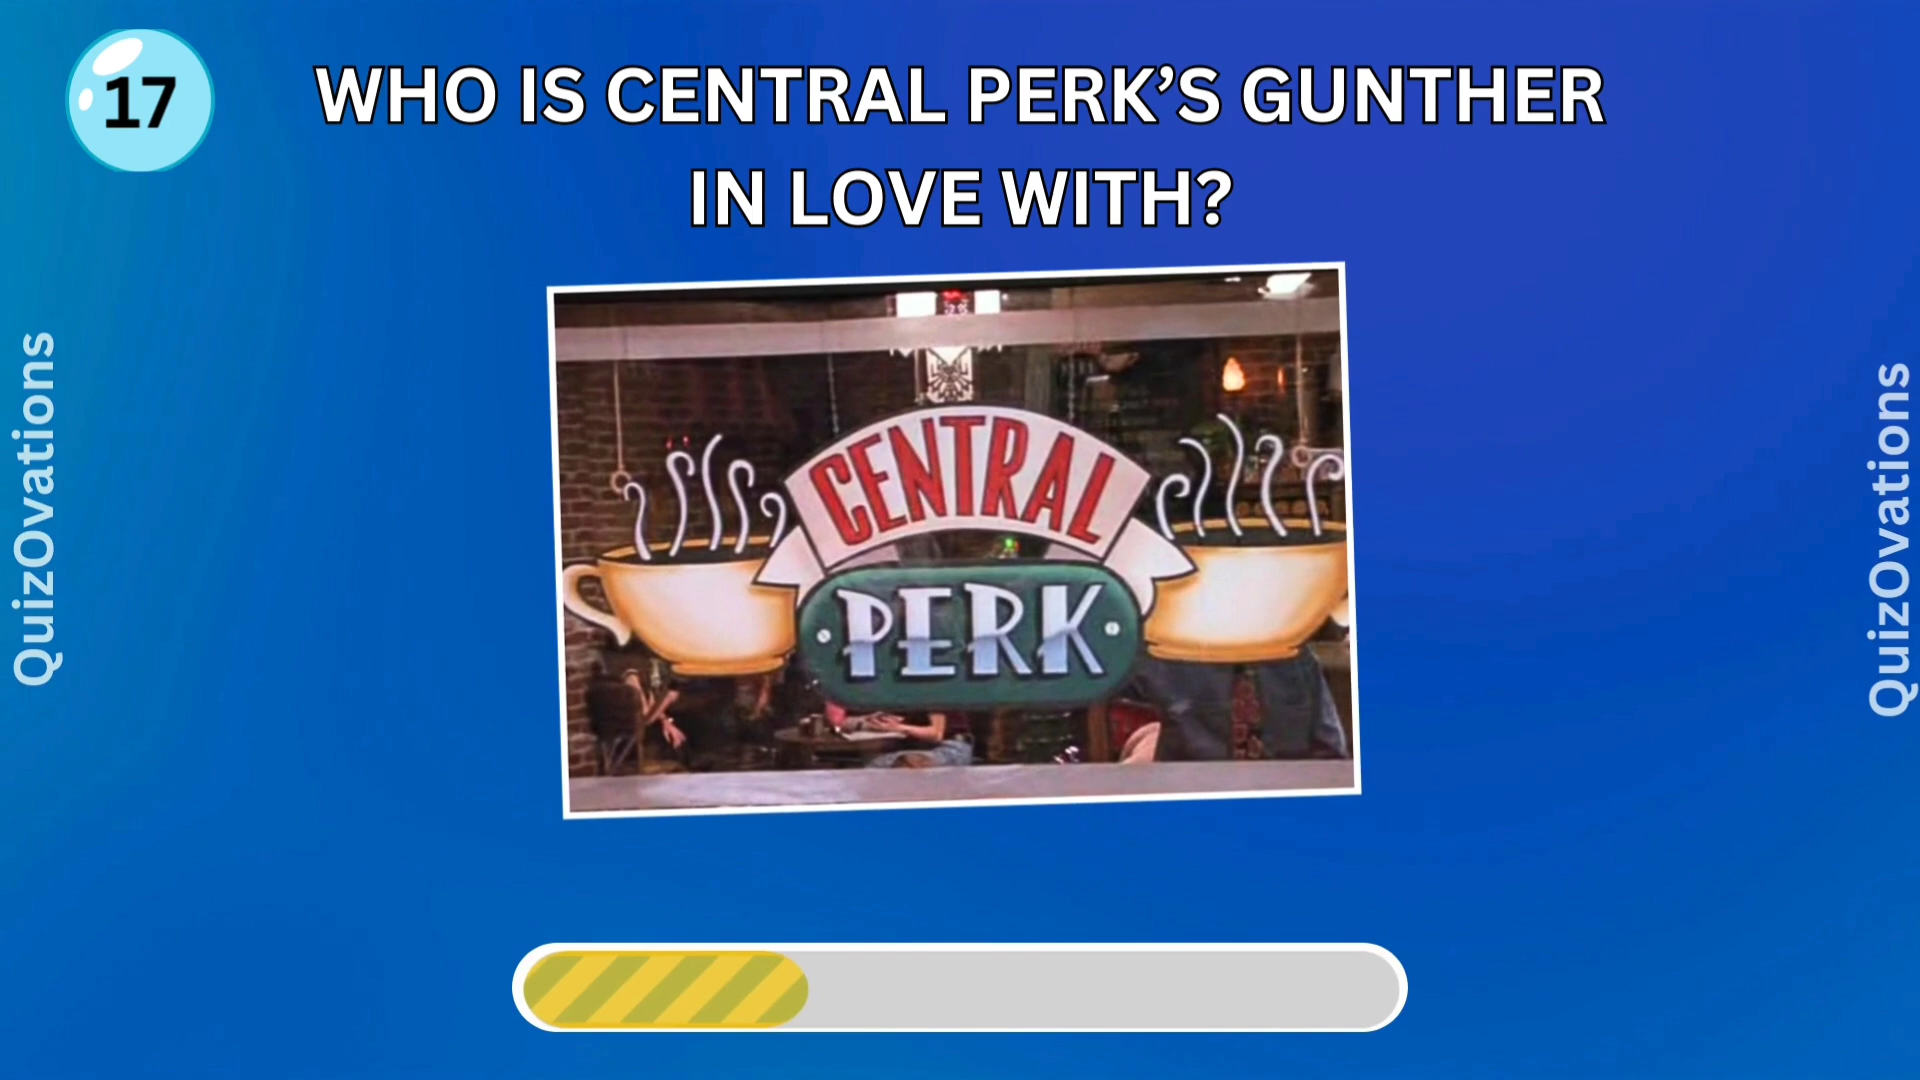 17
WHO IS CENTRAL PERK’S GUNTHER
IN LOVE WITH?
QuizOvations
CENTRAL
PERK
QuizOvations